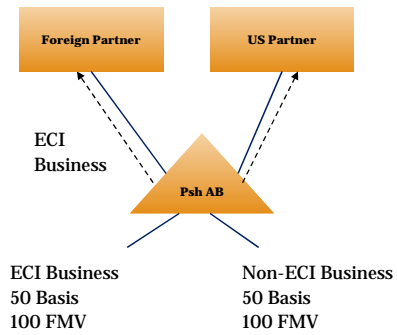 Foreign Partner
US Partner
ECI
Business
Psh AB
ECI Business
50 Basis
100 FMV
Non-ECI Business
50 Basis
100 FMV